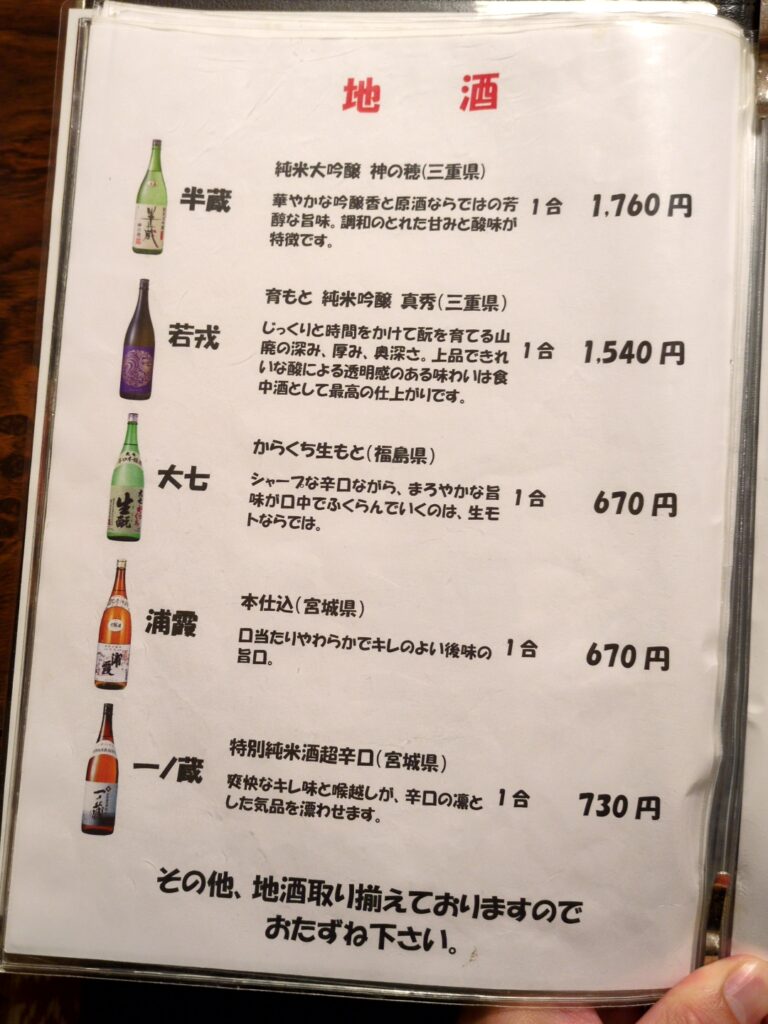 地 酒
半蔵
純米大吟醸 神の穂(三重県)
華やかな吟醸香と原酒ならではの芳
醇な旨味。調和のとれた甘みと酸味が
特徴です。
1合 1,760円
若戎
育もと 純米吟醸 真秀(三重県)
じっくりと時間をかけて酛を育てる山
廃の深み、厚み、奥深さ。上品できれ
いな酸による透明感のある味わいは食
中酒として最高の仕上がりです。
1合 1,540円
大七
からくち生もと(福島県)
シャープな辛口ながら、まろやかな旨
味が口中でふくらんでいくのは、生モ
トならでは。
1合 670円
浦霞
本仕込(宮城県)
口当たりやわらかでキレのよい後味の
旨口。
1合 670円
一ノ蔵
特別純米酒超辛口(宮城県)
爽快なキレ味と喉越しが、辛口の凛と
した気品を漂わせます。
1合 730円
その他、地酒取り揃えておりますので
おたずね下さい。
半蔵
生酛
浦霞
一ノ蔵